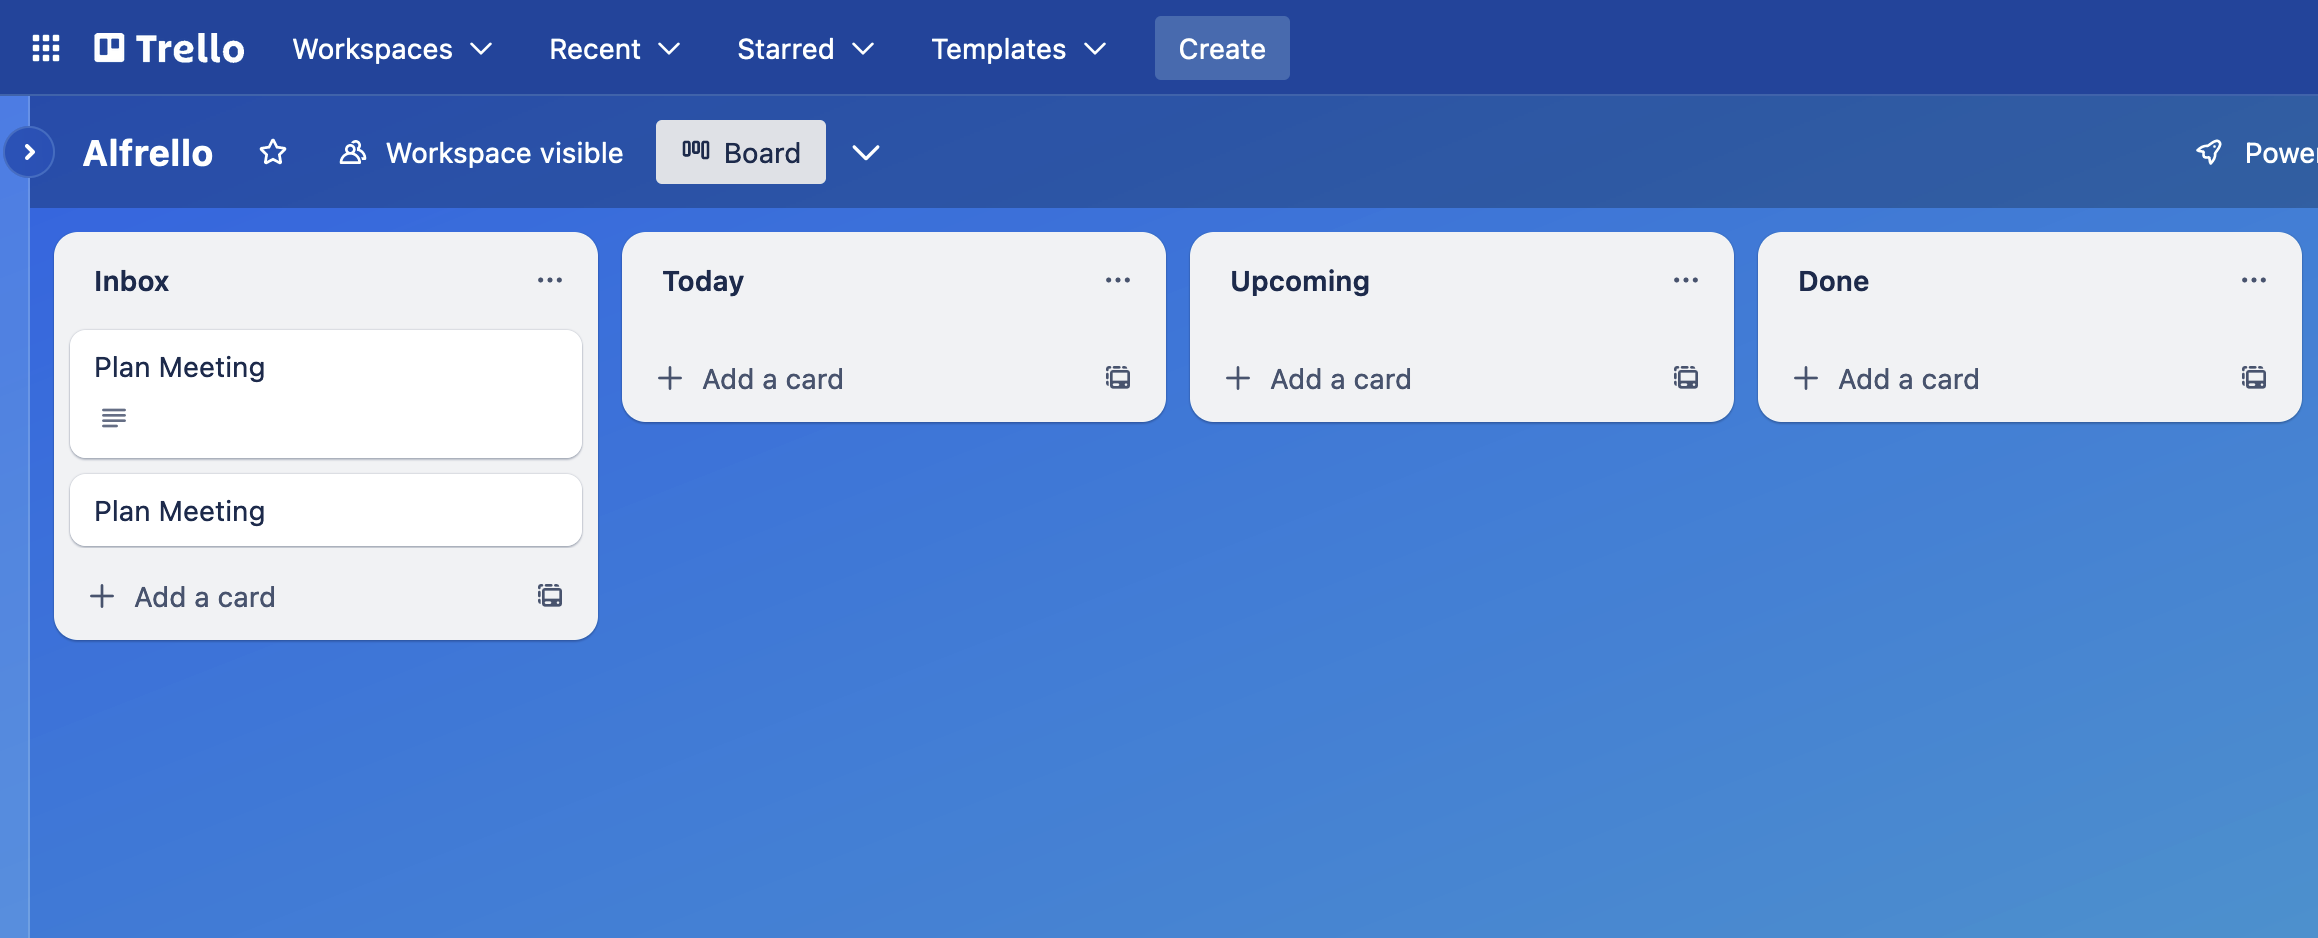 Trello Workspaces Recent Starred Templates Create
Alfrello Workspace visible Board Power
Inbox
Plan Meeting
Plan Meeting
Add a card
Today
Add a card
Upcoming
Add a card
Done
Add a card